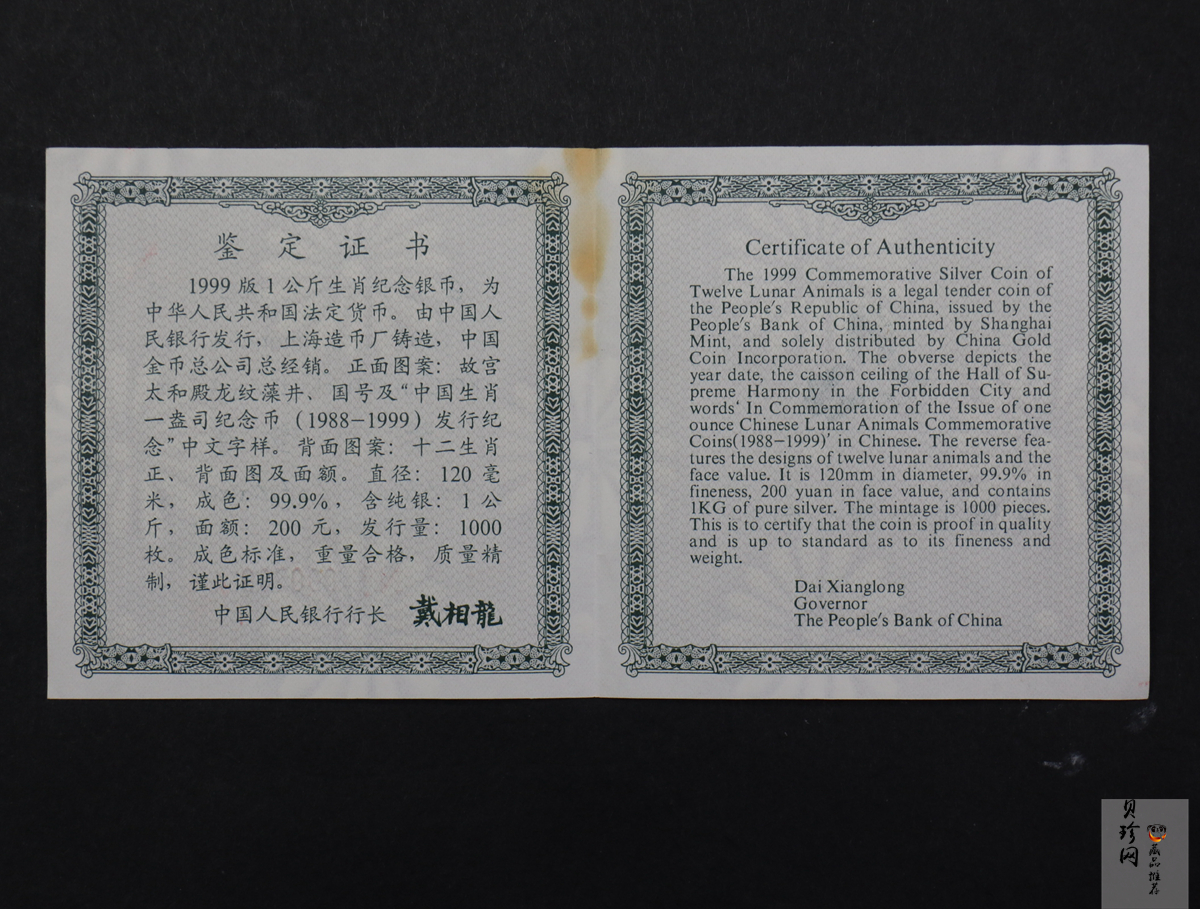 鉴定证书
1999版1公斤生肖纪念银币，为
中华人民共和国法定货币。由中国人
民银行发行，上海造币厂铸造，中国
金币总公司总经销。正面图案：故宫
太和殿龙纹藻井、国号及“中国生肖
一盎司纪念币（1988-1999）发行纪
念”中文字样。背面图案：十二生肖
正、背面图及面额。直径：120毫
米，成色：99.9%，含纯银：1公
斤，面额：200元，发行量：1000
枚。成色标准，重量合格，质量精
制，谨此证明。
中国人民银行行长 戴相龍
Certificate of Authenticity
The 1999 Commemorative Silver Coin of
Twelve Lunar Animals is a legal tender coin of
the People's Republic of China, issued by the
People's Bank of China, minted by Shanghai
Mint, and solely distributed by China Gold
Coin Incorporation. The obverse depicts the
year date, the caisson ceiling of the Hall of Su-
preme Harmony in the Forbidden City and
words' In Commemoration of the Issue of one
ounce Chinese Lunar Animals Commemorative
Coins(1988-1999)' in Chinese. The reverse fea-
tures the designs of twelve lunar animals and the
face value. It is 120mm in diameter, 99.9% in
fineness, 200 yuan in face value, and contains
1KG of pure silver. The mintage is 1000 pieces.
This is to certify that the coin is proof in quality
and is up to standard as to its fineness and
weight.
Dai Xianglong
Governor
The People's Bank of China
贝珍网
藏品推荐